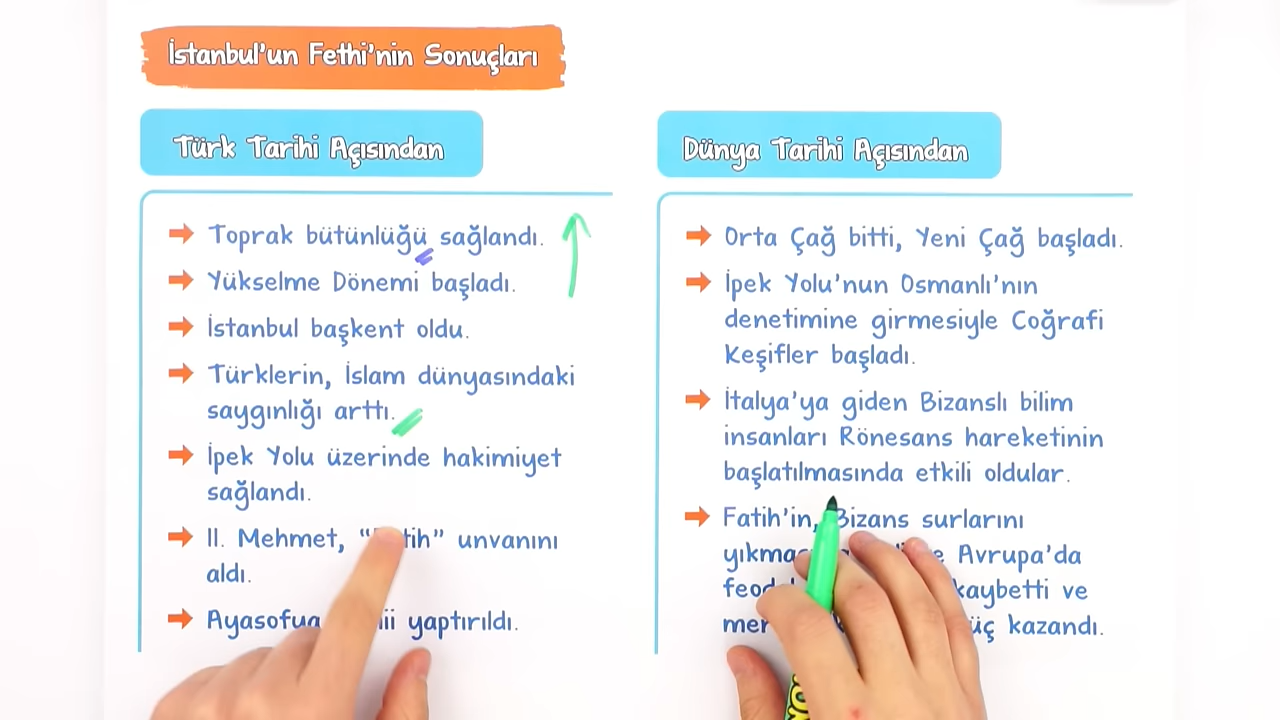 İstanbul'un Fethi'nin Sonuçları
Türk Tarihi Açısından
Toprak bütünlüğü sağlandı.
Yükselme Dönemi başladı.
İstanbul başkent oldu.
Türklerin, İslam dünyasındaki
saygınlığı arttı.
İpek Yolu üzerinde hakimiyet
sağlandı.
II. Mehmet, unvanını
aldı.
yaptırıldı.
Dünya Tarihi Açısından
Orta Çağ bitti, Yeni Çağ başladı.
İpek Yolu'nun Osmanlı'nın
denetimine girmesiyle Coğrafi
Keşifler başladı.
İtalya'ya giden Bizanslı bilim
insanları Rönesans hareketinin
başlatılmasında etkili oldular.
Fatih'in, Bizans surlarını
Avrupa'da
kaybetti ve
kazandı.